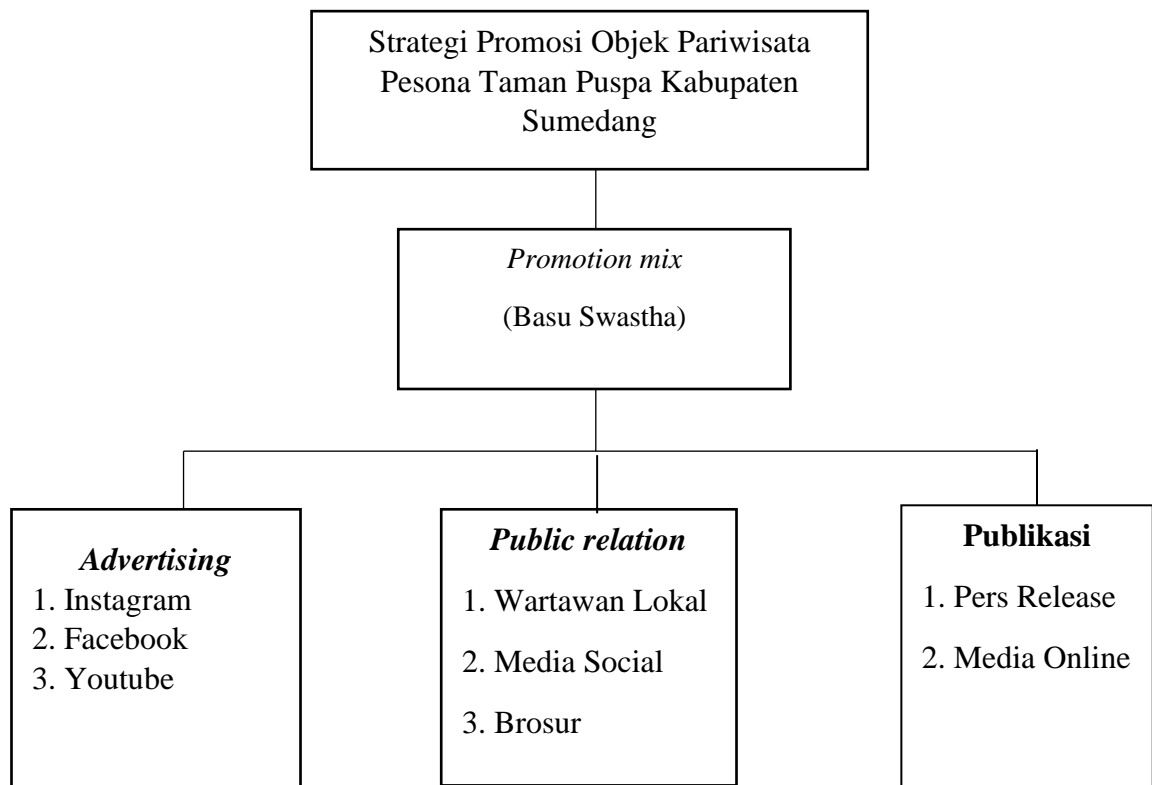 Strategi Promosi Objek Pariwisata
Pesona Taman Puspa Kabupaten
Sumedang
Promotion mix
(Basu Swastha)
Advertising
1. Instagram
2. Facebook
3. Youtube
Public relation
1. Wartawan Lokal
2. Media Social
3. Brosur
Publikasi
1. Pers Release
2. Media Online